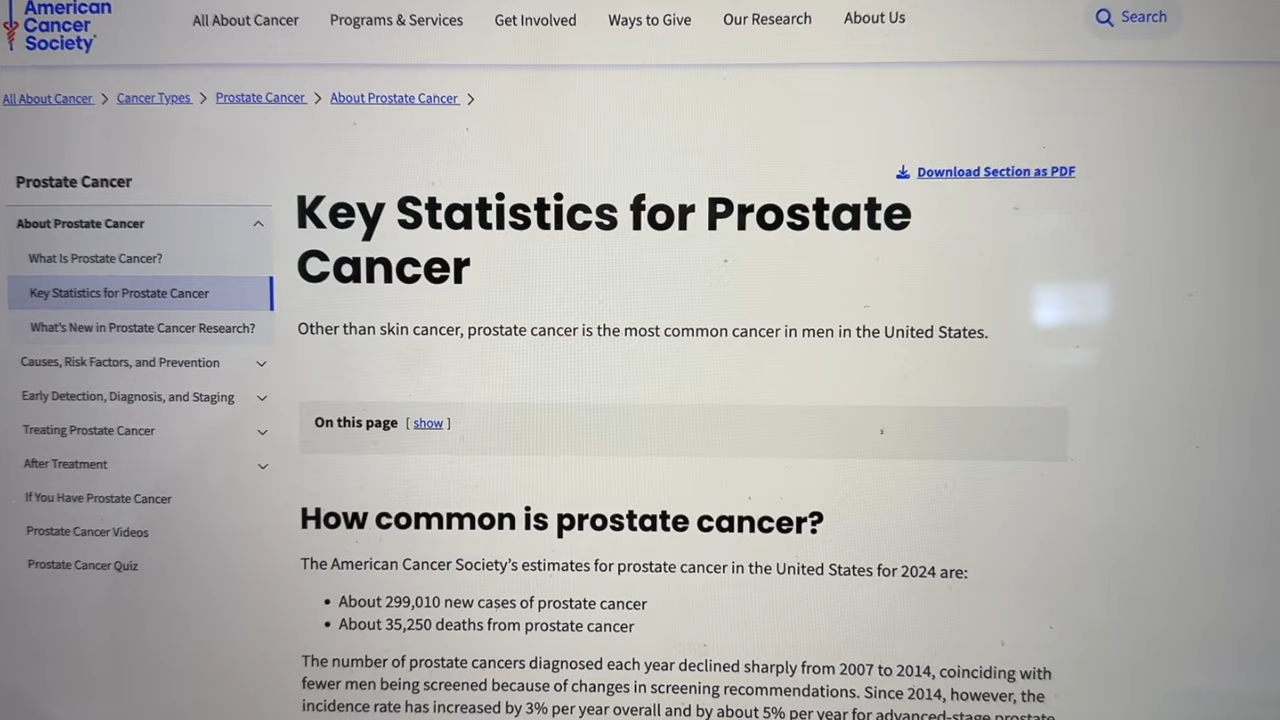 American
Cancer
Society
All About Cancer
Programs & Services
Get Involved
Ways to Give
Our Research
About Us
Search
All About Cancer > Cancer Types > Prostate Cancer > About Prostate Cancer >
Download Section as PDF
Prostate Cancer
About Prostate Cancer
What Is Prostate Cancer?
Key Statistics for Prostate Cancer
What's New in Prostate Cancer Research?
Causes, Risk Factors, and Prevention
Early Detection, Diagnosis, and Staging
Treating Prostate Cancer
After Treatment
If You Have Prostate Cancer
Prostate Cancer Videos
Prostate Cancer Quiz
Key Statistics for Prostate
Cancer
Other than skin cancer, prostate cancer is the most common cancer in men in the United States.
On this page [ show ]
How common is prostate cancer?
The American Cancer Society's estimates for prostate cancer in the United States for 2024 are:
• About 299,010 new cases of prostate cancer
• About 35,250 deaths from prostate cancer
The number of prostate cancers diagnosed each year declined sharply from 2007 to 2014, coinciding with
fewer men being screened because of changes in screening recommendations. Since 2014, however, the
incidence rate has increased by 3% per year overall and by about 5% per year for advanced-stage prostate